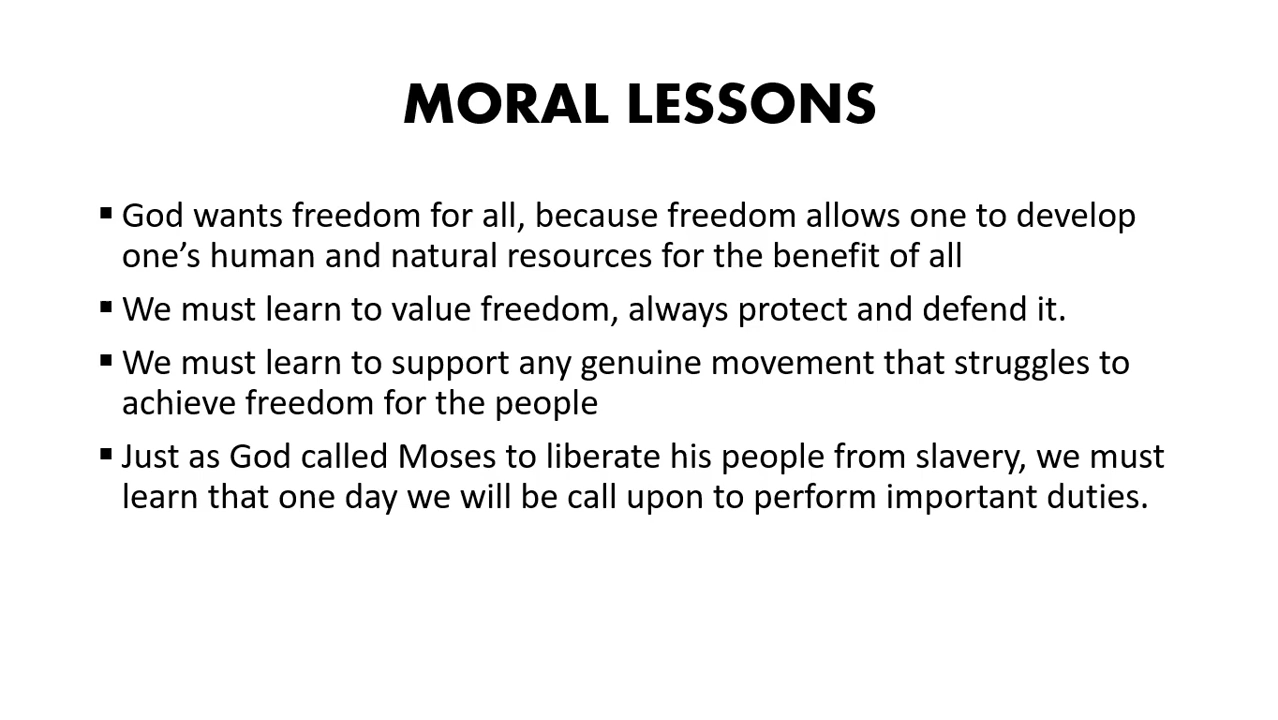 MORAL LESSONS
▪ God wants freedom for all, because freedom allows one to develop
one’s human and natural resources for the benefit of all
▪ We must learn to value freedom, always protect and defend it.
▪ We must learn to support any genuine movement that struggles to
achieve freedom for the people
▪ Just as God called Moses to liberate his people from slavery, we must
learn that one day we will be call upon to perform important duties.